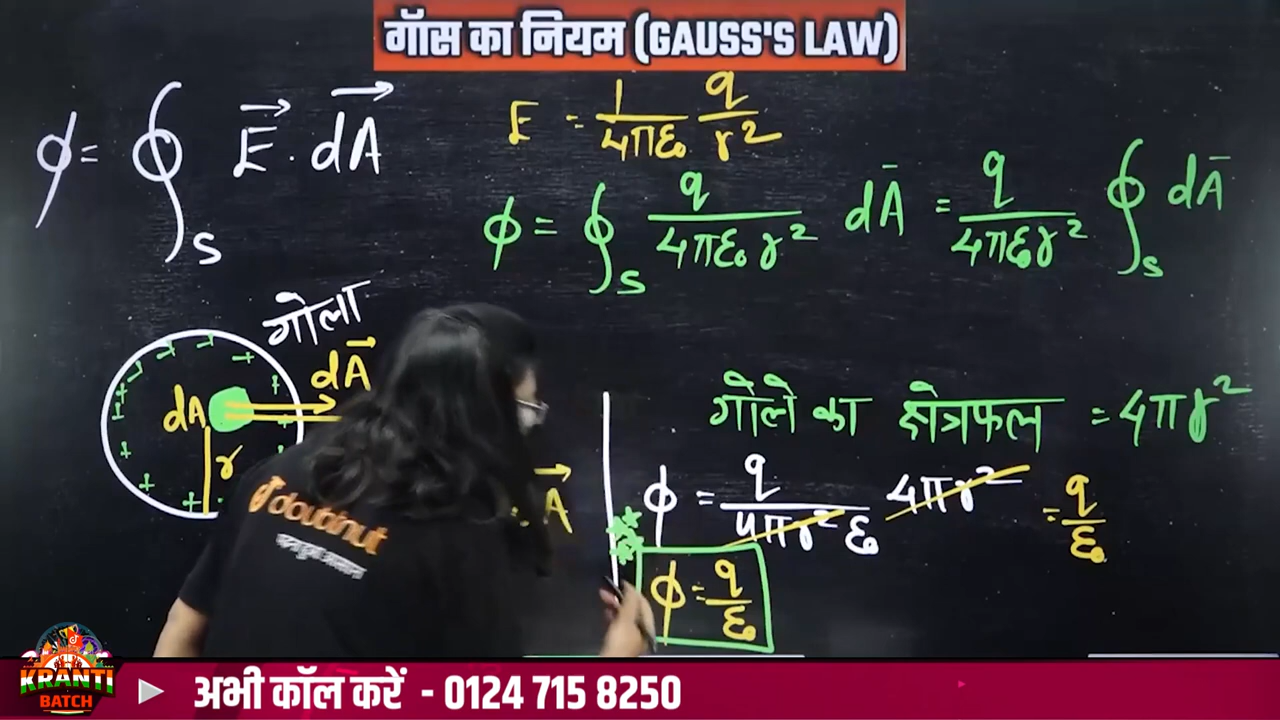 गॉस का नियम (GAUSS'S LAW)
ϕ = ∮S E⃗ . dA⃗
E = 1/4πε₀ q/r²
ϕ = ∮S q/4πε₀r² dĀ = q/4πε₀r² ∮S dĀ
गोला
dA⃗
dA
r
A⃗
गोले का क्षेत्रफल = 4πr²
ϕ = q/4πr²ε₀ 4πr² = q/ε₀
ϕ = q/ε₀
doubtnut
KRANTI
BATCH
अभी कॉल करें - 0124 715 8250